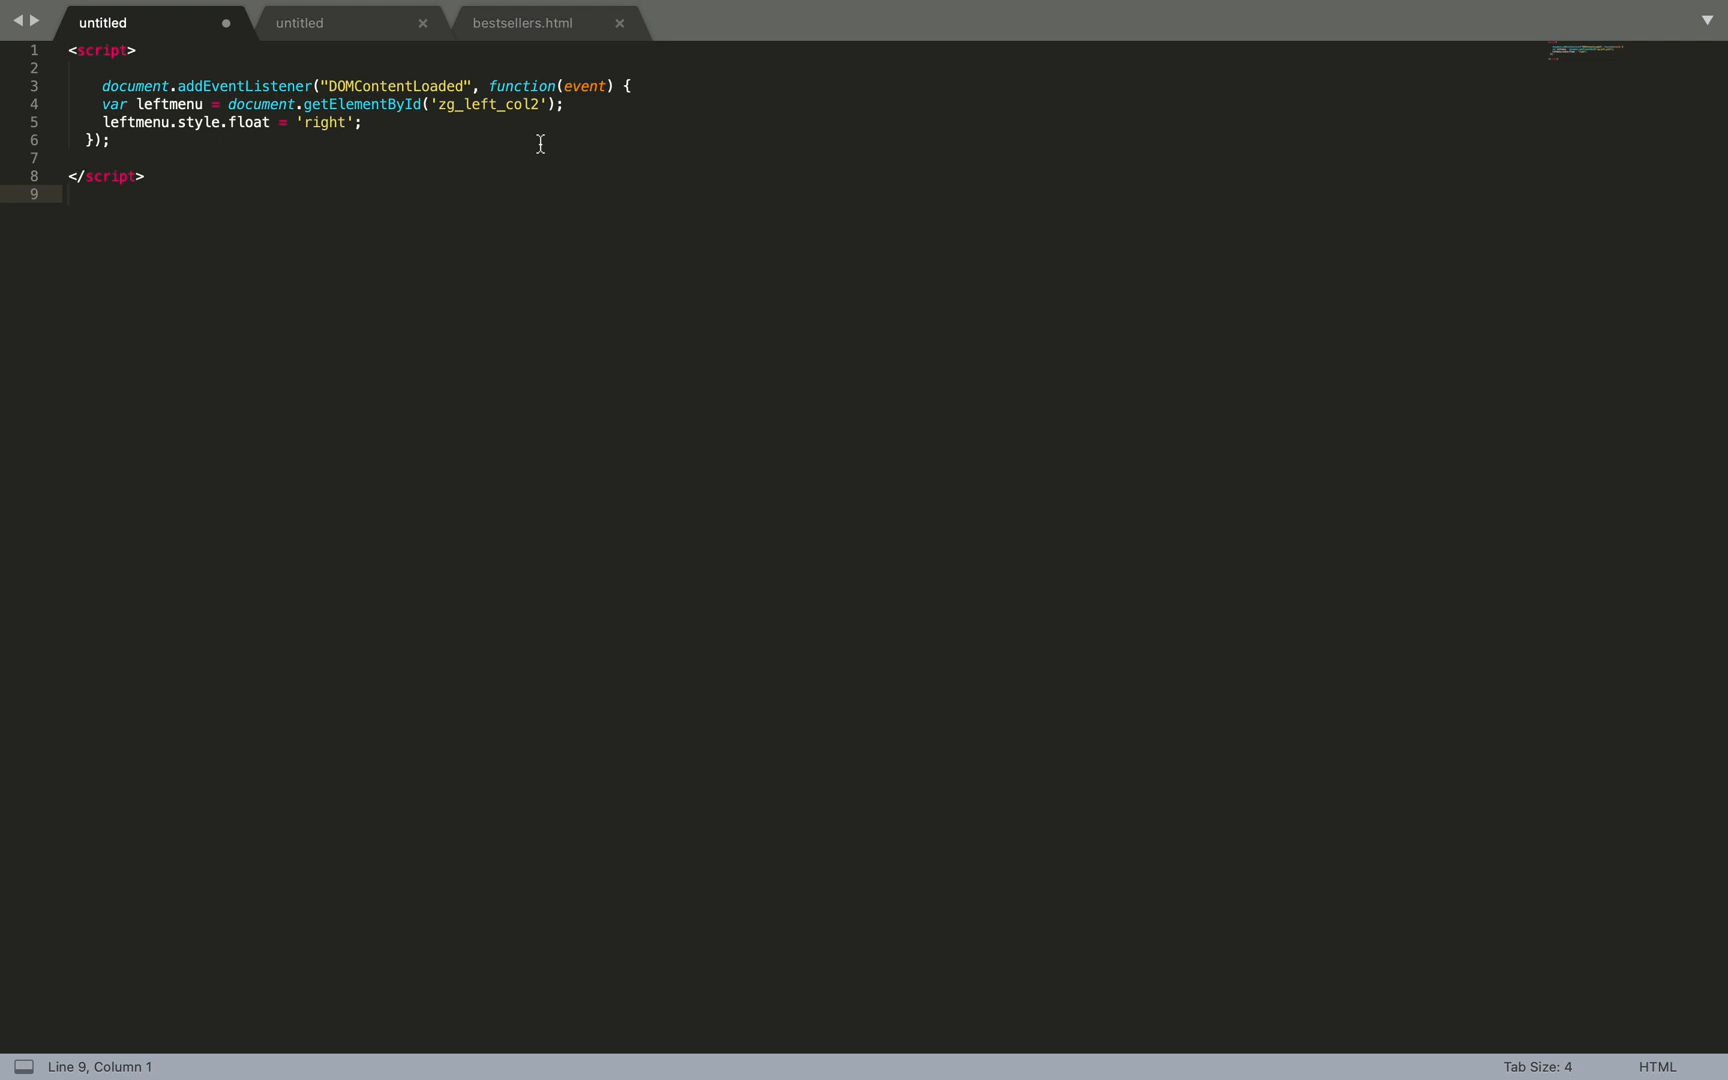 untitled
untitled
bestsellers.html
1 <script>
2
3 document.addEventListener("DOMContentLoaded", function(event) {
4 var leftmenu = document.getElementById('zg_left_col2');
5 leftmenu.style.float = 'right';
6 });
7
8 </script>
9
Line 9, Column 1
Tab Size: 4
HTML